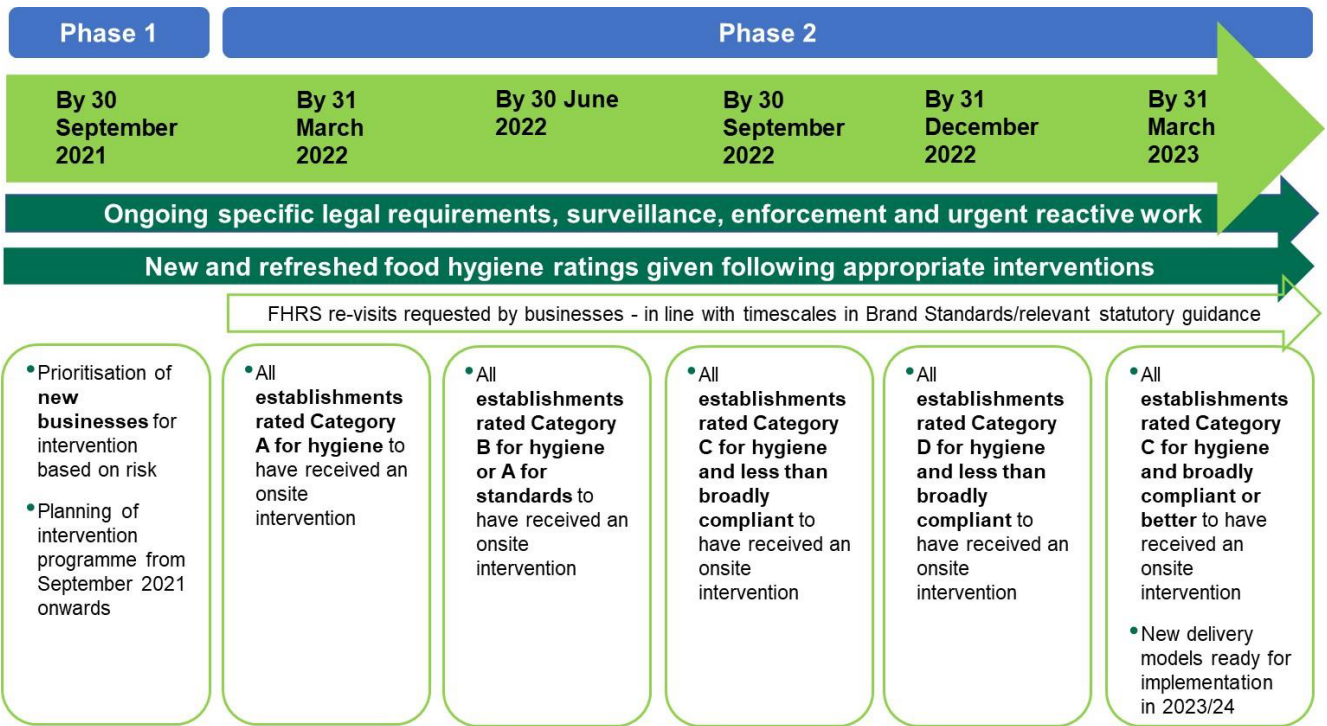 Phase 1
Phase 2
By 30
September
2021
By 31
March
2022
By 30 June
2022
By 30
September
2022
By 31
December
2022
By 31
March
2023
Ongoing specific legal requirements, surveillance, enforcement and urgent reactive work
New and refreshed food hygiene ratings given following appropriate interventions
FHRS re-visits requested by businesses - in line with timescales in Brand Standards/relevant statutory guidance
•Prioritisation of
new
businesses for
intervention
based on risk
•Planning of
intervention
programme from
September 2021
onwards
•All
establishments
rated Category
A for hygiene to
have received an
onsite
intervention
•All
establishments
rated Category
B for hygiene
or A for
standards to
have received an
onsite
intervention
•All
establishments
rated Category
C for hygiene
and less than
broadly
compliant to
have received an
onsite
intervention
•All
establishments
rated Category
D for hygiene
and less than
broadly
compliant to
have received an
onsite
intervention
•All
establishments
rated Category
C for hygiene
and broadly
compliant or
better to have
received an
onsite
intervention
•New delivery
models ready for
implementation
in 2023/24